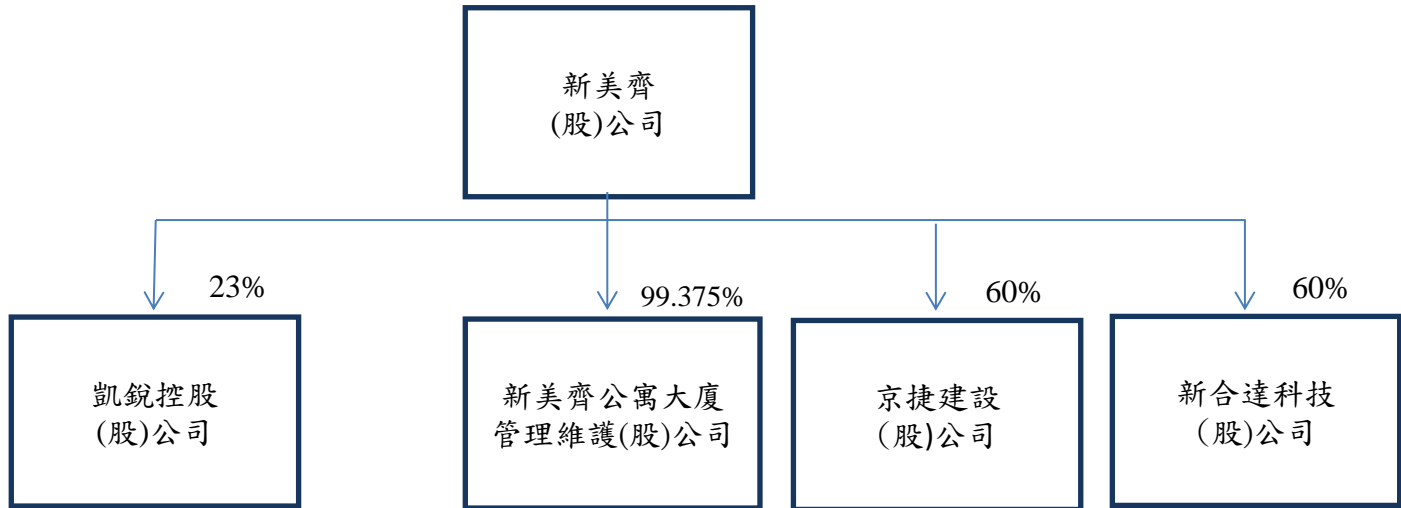 新美齊
(股)公司
23%
99.375%
60%
60%
凱銳控股
(股)公司
新美齊公寓大廈
管理維護(股)公司
京捷建設
（股)公司
新合達科技
（股)公司